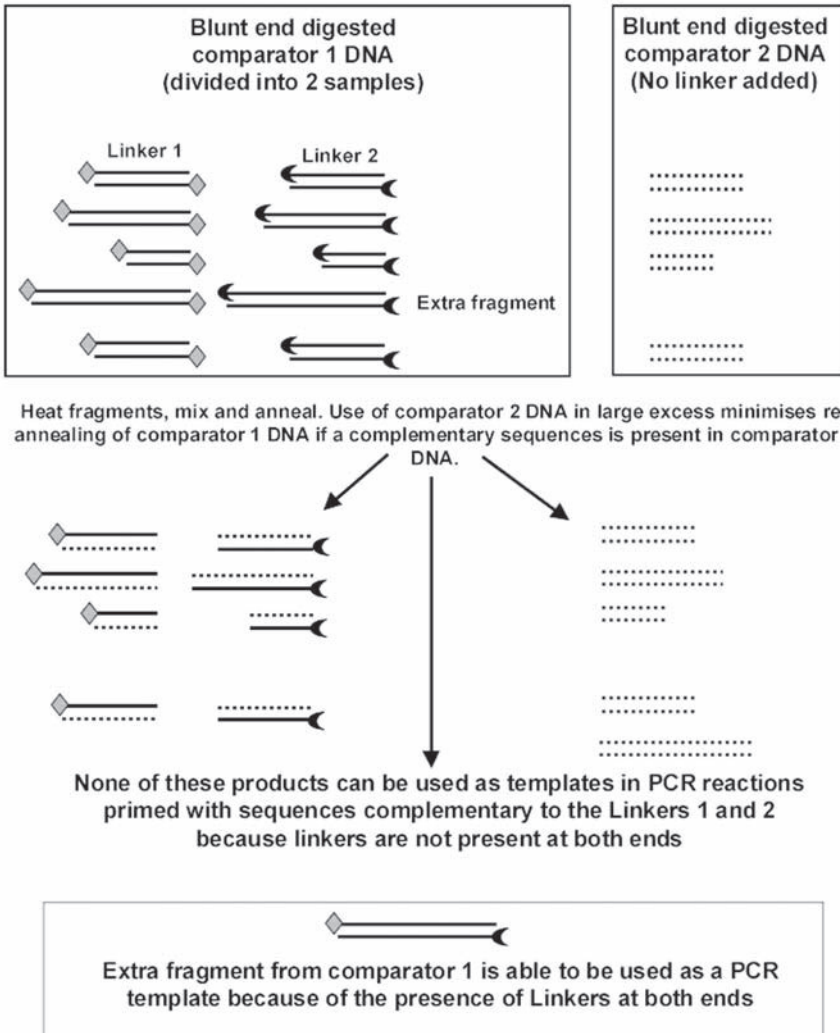 Blunt end digested
comparator 1 DNA
(divided into 2 samples)
Linker 1
Linker 2
Extra fragment
Blunt end digested
comparator 2 DNA
(No linker added)
Heat fragments, mix and anneal. Use of comparator 2 DNA in large excess minimises re
annealing of comparator 1 DNA if a complementary sequences is present in comparator
DNA.
None of these products can be used as templates in PCR reactions
primed with sequences complementary to the Linkers 1 and 2
because linkers are not present at both ends
Extra fragment from comparator 1 is able to be used as a PCR
template because of the presence of Linkers at both ends